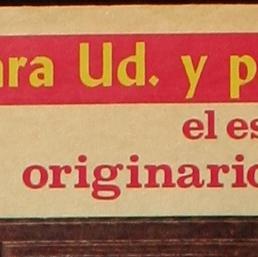 ara Ud. y p
el es
originario